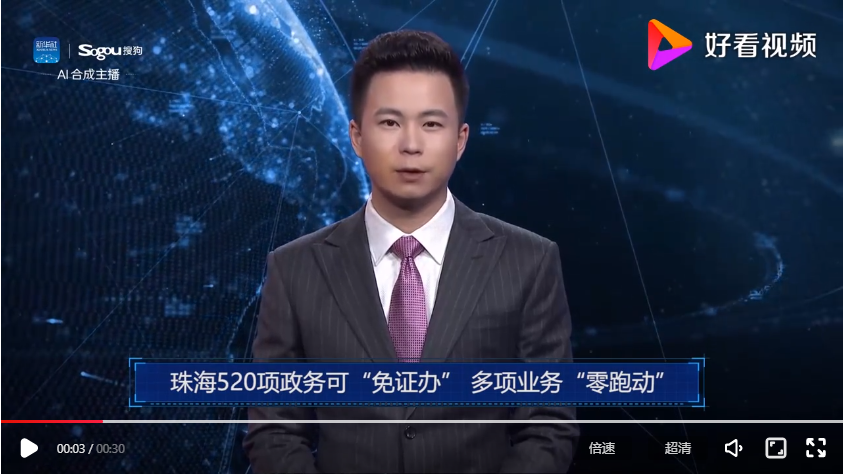 新华社
Sogou搜狗
AI合成主播
好看视频
珠海520项政务可“免证办” 多项业务“零跑动”
00:03 / 00:30
倍速
超清